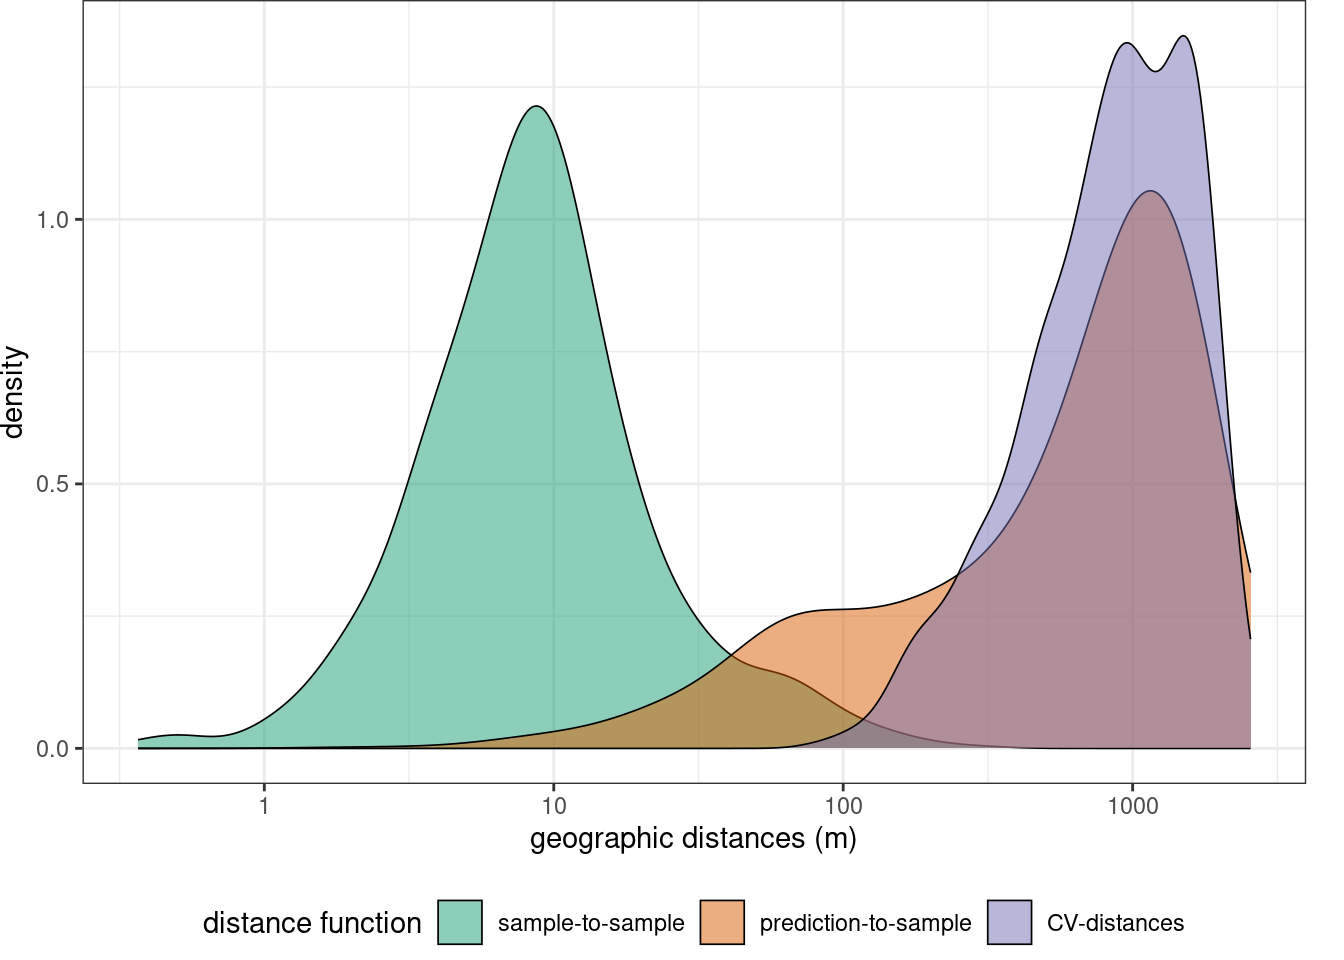 1.0
0.5
0.0
density
1 10 100 1000
geographic distances (m)
distance function sample-to-sample prediction-to-sample CV-distances